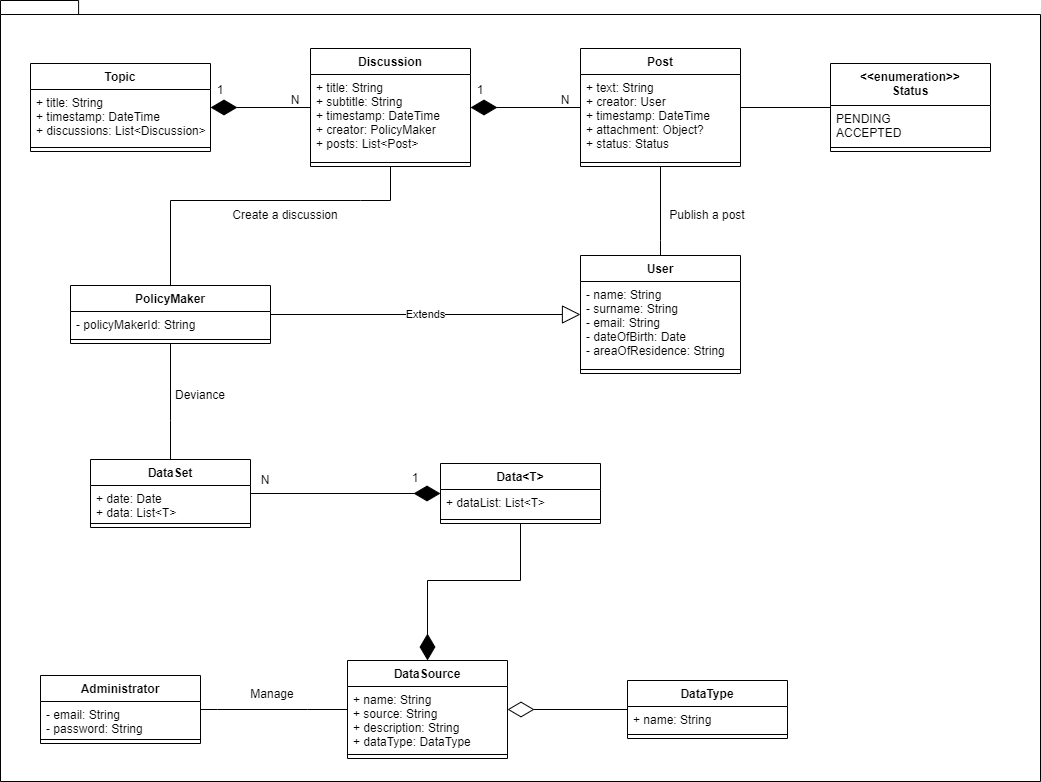 Topic
+ title: String
+ timestamp: DateTime
+ discussions: List<Discussion>
1
N
Discussion
+ title: String
+ subtitle: String
+ timestamp: DateTime
+ creator: PolicyMaker
+ posts: List<Post>
1
N
Post
+ text: String
+ creator: User
+ timestamp: DateTime
+ attachment: Object?
+ status: Status
<<enumeration>>
Status
PENDING
ACCEPTED
Create a discussion
Publish a post
PolicyMaker
- policyMakerId: String
Extends
User
- name: String
- surname: String
- email: String
- dateOfBirth: Date
- areaOfResidence: String
Deviance
DataSet
+ date: Date
+ data: List<T>
N
1
Data<T>
+ dataList: List<T>
Administrator
- email: String
- password: String
Manage
DataSource
+ name: String
+ source: String
+ description: String
+ dataType: DataType
DataType
+ name: String